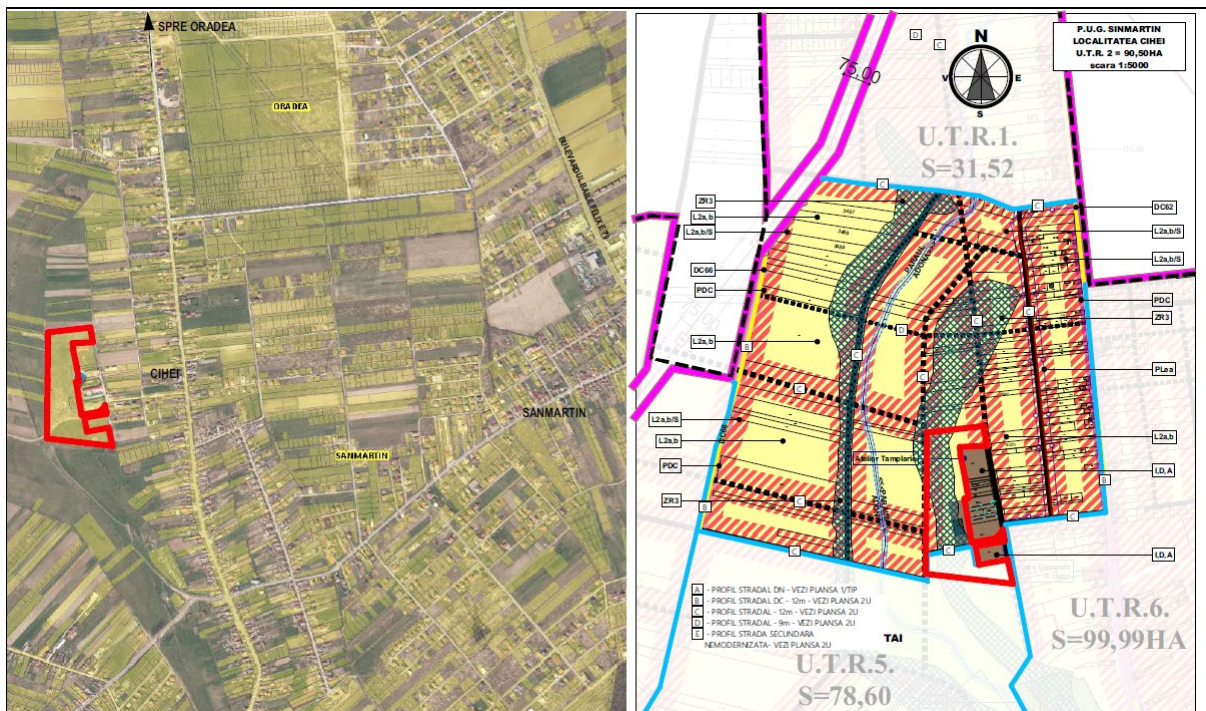 SPRE ORADEA
ORADEA
CIHEI
SANMARTIN
SANMARTIN
P.U.G. SINMARTIN
LOCALITATEA CIHEI
U.T.R. 2 = 90,50HA
scara 1:5000
N
V
E
S
75,00
D
C
U.T.R.1.
S=31,52
ZR3
L2a,b
L2a,b/S
DC66
PDC
L2a,b
L2a,b/S
L2a,b
PDC
ZR3
DC62
L2a,b/S
L2a,b/S
PDC
ZR3
PLaa
L2a,b
I,D,A
I,D,A
Atelier Tamplarie
DC66
A - PROFIL STRADAL DN - VEZI PLANSA 1/TIP
B - PROFIL STRADAL DC - 12m - VEZI PLANSA 2U
C - PROFIL STRADAL - 12m - VEZI PLANSA 2U
D - PROFIL STRADAL - 9m - VEZI PLANSA 2U
E - PROFIL STRADA SECUNDARA
NEMODERNIZATA- VEZI PLANSA 2U
TAI
U.T.R.5.
S=78,60
U.T.R.6.
S=99,99HA